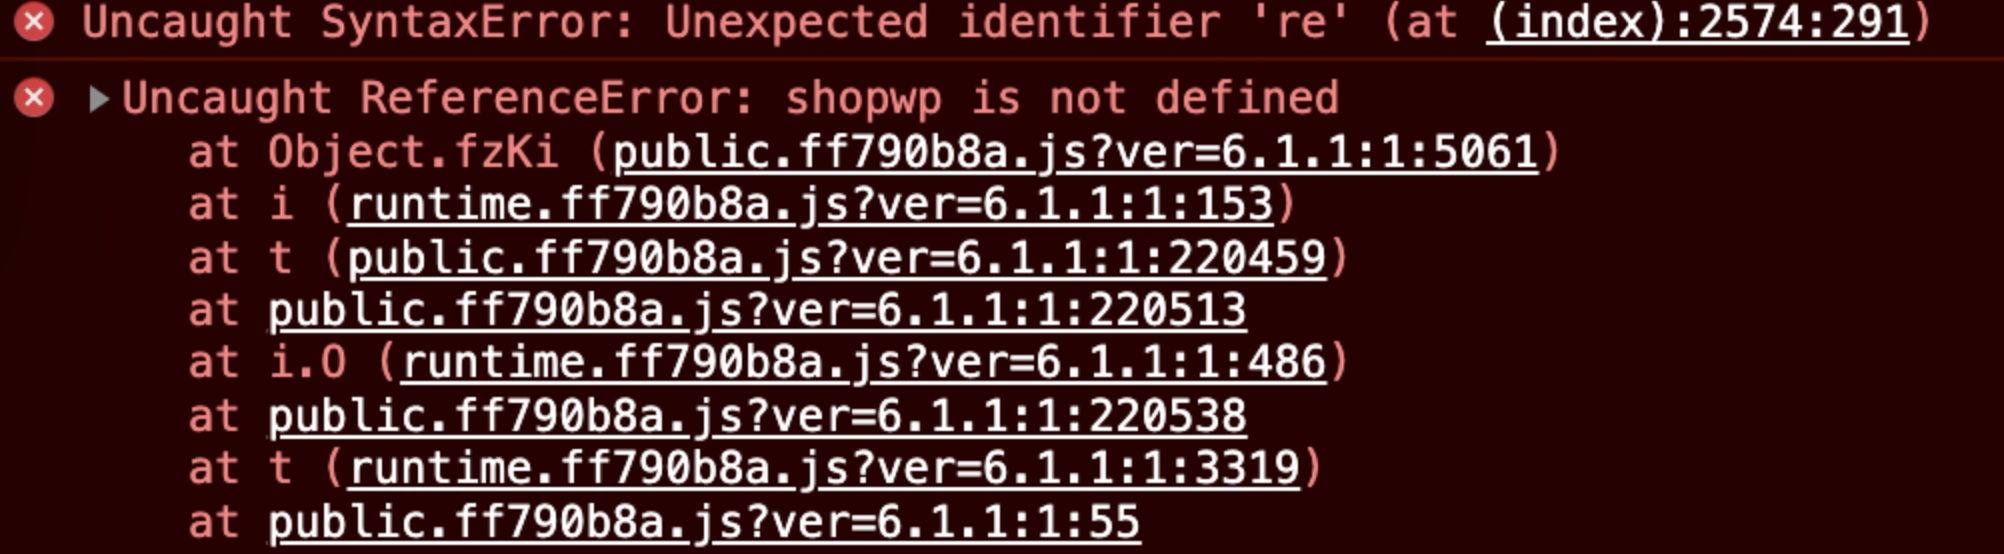 Uncaught SyntaxError: Unexpected identifier 're' (at (index):2574:291)
Uncaught ReferenceError: shopwp is not defined
at Object.fzKi (public.ff790b8a.js?ver=6.1.1:1:5061)
at i (runtime.ff790b8a.js?ver=6.1.1:1:153)
at t (public.ff790b8a.js?ver=6.1.1:1:220459)
at public.ff790b8a.js?ver=6.1.1:1:220513
at i.O (runtime.ff790b8a.js?ver=6.1.1:1:486)
at public.ff790b8a.js?ver=6.1.1:1:220538
at t (runtime.ff790b8a.js?ver=6.1.1:1:3319)
at public.ff790b8a.js?ver=6.1.1:1:55